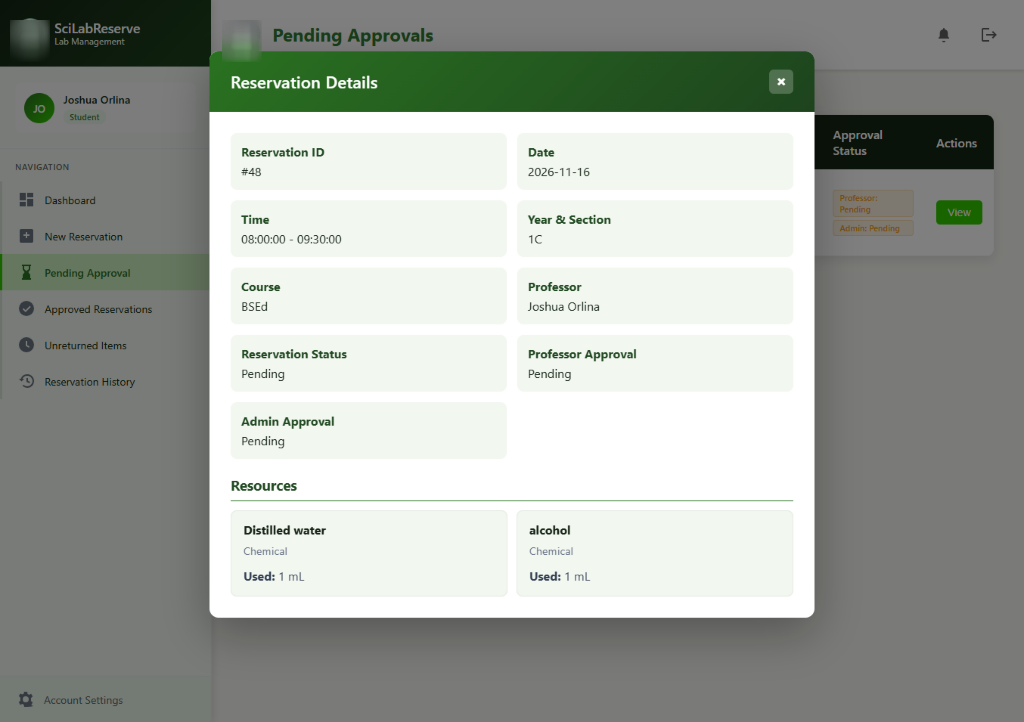 SciLabReserve
Lab Management
Pending Approvals
JO
Joshua Orlina
Student
NAVIGATION
Dashboard
New Reservation
Pending Approval
Approved Reservations
Unreturned Items
Reservation History
Account Settings
Reservation Details
Reservation ID
#48
Date
2026-11-16
Time
08:00:00 - 09:30:00
Year & Section
1C
Course
BSEd
Professor
Joshua Orlina
Reservation Status
Pending
Professor Approval
Pending
Admin Approval
Pending
Resources
Distilled water
Chemical
Used: 1 mL
alcohol
Chemical
Used: 1 mL
Approval
Status
Actions
Professor:
Pending
Admin: Pending
View